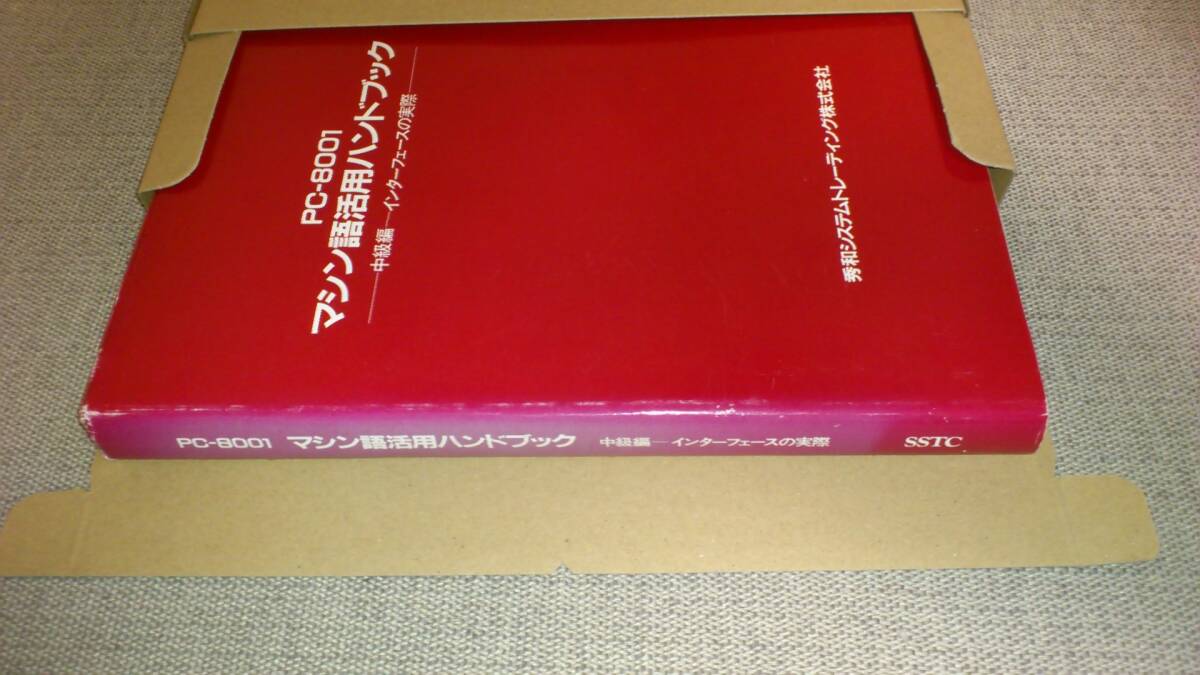 PC-8001
マシン語活用ハンドブック
中級編―インターフェースの実際
秀和システムトレーディング株式会社
PC-8001 マシン語活用ハンドブック 中級編―インターフェースの実際 SSTC